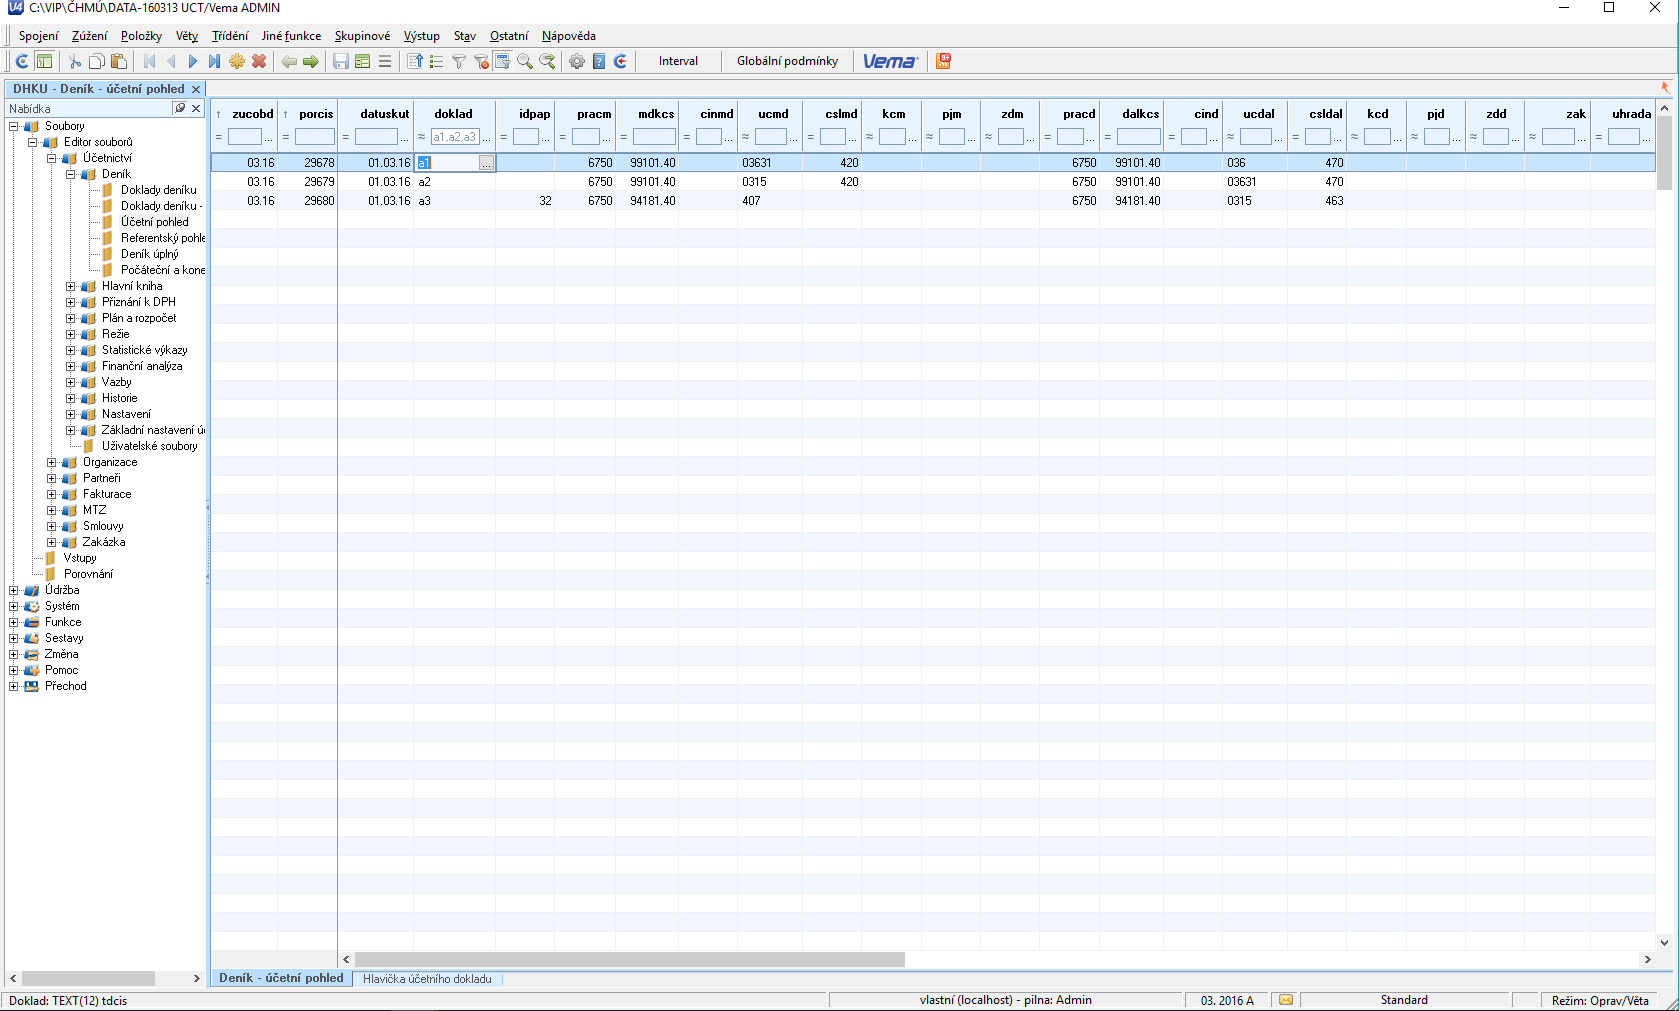 C:\VIP\ČHMÚ\DATA-160313 UCT/Vema ADMIN
Spojení Zúžení Položky Věty Třídění Jiné funkce Skupinové Výstup Stav Ostatní Nápověda
Interval Globální podmínky Vema
DHKU - Deník - účetní pohled
Nabídka
Soubory
Editor souborů
Účetnictví
Deník
Doklady deníku
Doklady deníku -
Účetní pohled
Referentský pohle
Deník úplný
Počáteční a kone
Hlavní kniha
Přiznání k DPH
Plán a rozpočet
Režie
Statistické výkazy
Finanční analýza
Vazby
Historie
Nastavení
Základní nastavení ú
Uživatelské soubory
Organizace
Partneři
Fakturace
MTZ
Smlouvy
Zakázka
Vstupy
Porovnání
Údržba
Systém
Funkce
Sestavy
Změna
Pomoc
Přechod
↑ zucobd ↑ porcis datuskut doklad idpap pracm mdkcs cinmd ucmd cslmd kcm pjm zdm pracd dalkcs cind ucdal csldal kcd pjd zdd zak uhrada
= ... = = ... ≈ a1,a2,a3 ... = ... = ... = = ... ≈ ... = ... ≈ ... ≈ ... ≈ ... = ... = = ... ≈ ... = ... ≈ ... ≈ ... ≈ ... ≈ ... = ...
03.16 29678 01.03.16 a1 ... 6750 99101.40 03631 420 6750 99101.40 036 470
03.16 29679 01.03.16 a2 6750 99101.40 0315 420 6750 99101.40 03631 470
03.16 29680 01.03.16 a3 32 6750 94181.40 407 6750 94181.40 0315 463
Deník - účetní pohled Hlavička účetního dokladu
Doklad: TEXT(12) tdcis vlastní (localhost) - pilna: Admin 03. 2016 A Standard Režim: Oprav/Věta